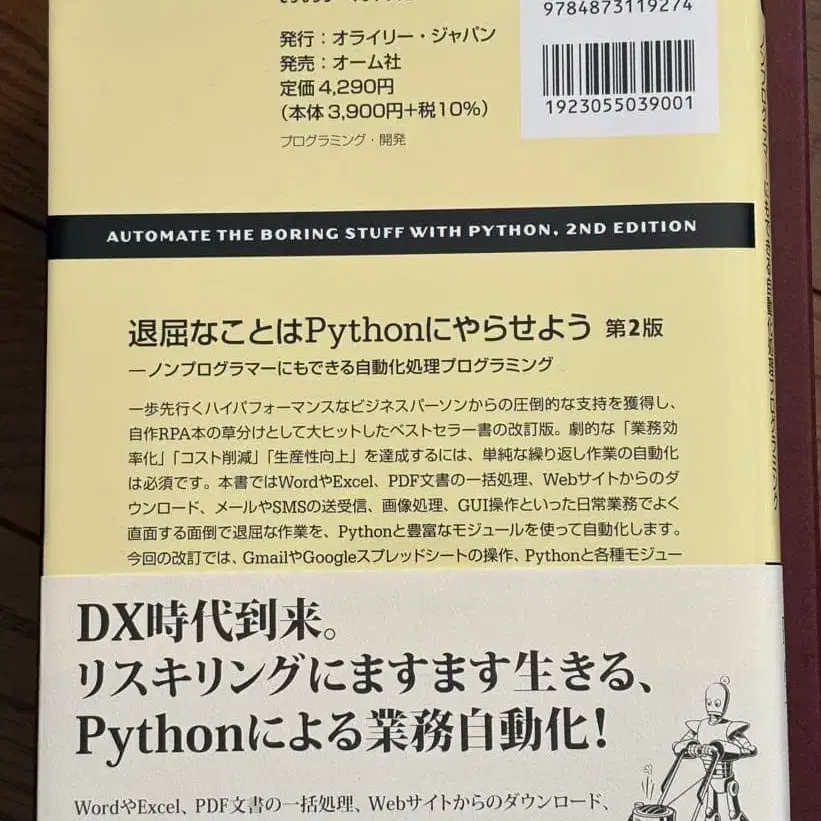 9784873119274
発行：オライリー・ジャパン
発売：オーム社
定価4,290円
（本体3,900円+税10%）
1923055039001
プログラミング・開発
AUTOMATE THE BORING STUFF WITH PYTHON, 2ND EDITION
退屈なことはPythonにやらせよう 第2版
―ノンプログラマーにもできる自動化処理プログラミング
一歩先行くハイパフォーマンスなビジネスパーソンからの圧倒的な支持を獲得し、
自作RPA本の草分けとして大ヒットしたベストセラー書の改訂版。劇的な「業務効
率化」「コスト削減」「生産性向上」を達成するには、単純な繰り返し作業の自動化
は必須です。本書ではWordやExcel、PDF文書の一括処理、Webサイトからのダ
ウンロード、メールやSMSの送受信、画像処理、GUI操作といった日常業務でよく
直面する面倒で退屈な作業を、Pythonと豊富なモジュールを使って自動化します。
今回の改訂では、GmailやGoogleスプレッドシートの操作、Pythonと各種モジュー
DX時代到来。
リスキリングにますます生きる、
Pythonによる業務自動化！
WordやExcel、PDF文書の一括処理、Webサイトからのダウンロード、